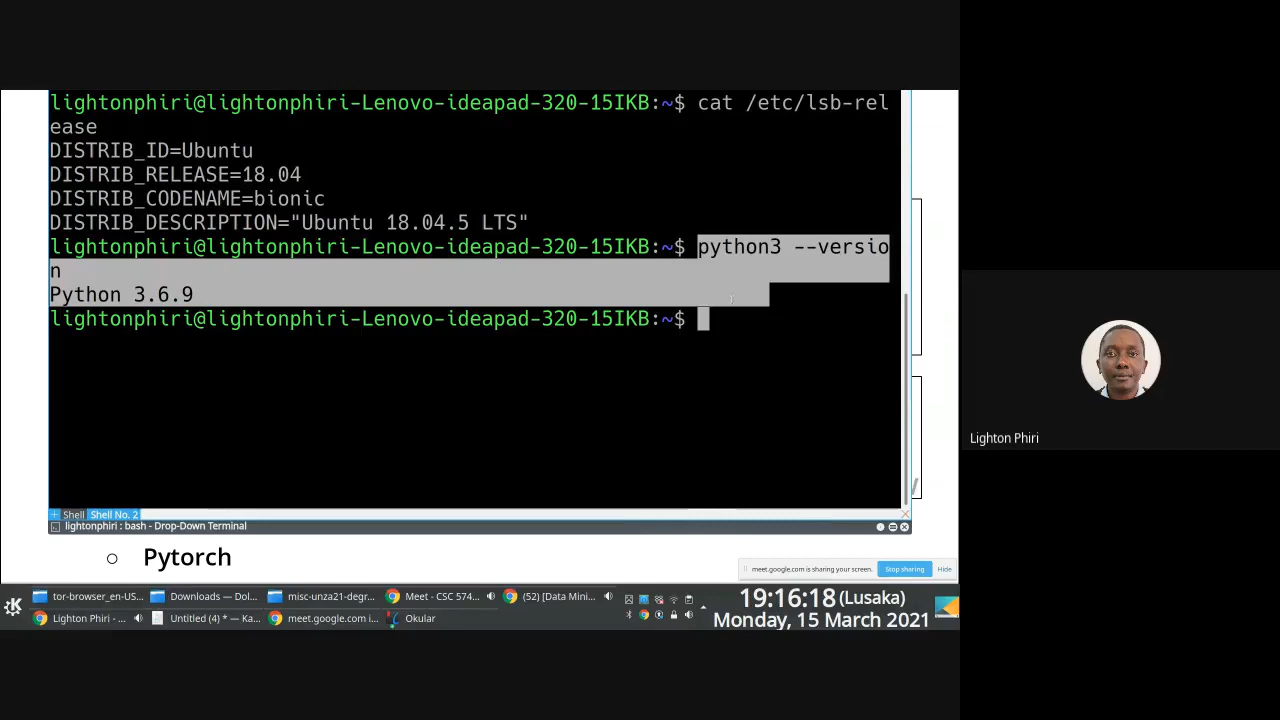 lightonphiri@lightonphiri-Lenovo-ideapad-320-15IKB:~$ cat /etc/lsb-rel
ease
DISTRIB_ID=Ubuntu
DISTRIB_RELEASE=18.04
DISTRIB_CODENAME=bionic
DISTRIB_DESCRIPTION="Ubuntu 18.04.5 LTS"
lightonphiri@lightonphiri-Lenovo-ideapad-320-15IKB:~$ python3 --versio
n
Python 3.6.9
lightonphiri@lightonphiri-Lenovo-ideapad-320-15IKB:~$
Lighton Phiri
Shell Shell No. 2
lightonphiri : bash - Drop-Down Terminal
○ Pytorch
meet.google.com is sharing your screen. Stop sharing Hide
tor-browser_en-US... Downloads — Dol... misc-unza21-degr... Meet - CSC 574... (52) [Data Mini...
Lighton Phiri - ... Untitled (4) * — Ka... meet.google.com i... Okular
19:16:18 (Lusaka)
Monday, 15 March 2021